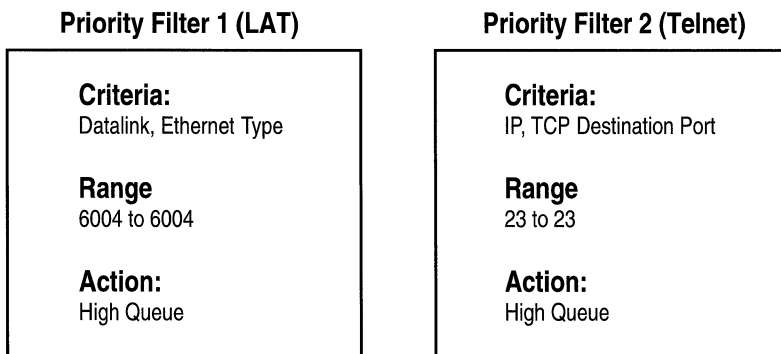 Priority Filter 1 (LAT)
Criteria:
Datalink, Ethernet Type
Range
6004 to 6004
Action:
High Queue
Priority Filter 2 (Telnet)
Criteria:
IP, TCP Destination Port
Range
23 to 23
Action:
High Queue